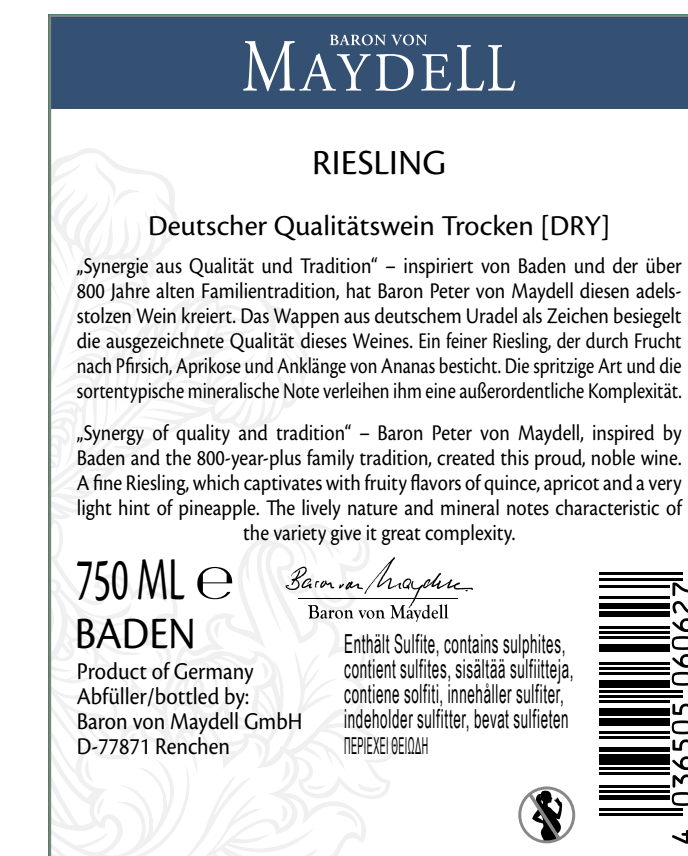 BARON VON
MAYDELL
RIESLING
Deutscher Qualitätswein Trocken [DRY]
„Synergie aus Qualität und Tradition“ – inspiriert von Baden und der über
800 Jahre alten Familientradition, hat Baron Peter von Maydell diesen adels-
stolzen Wein kreiert. Das Wappen aus deutschem Uradel als Zeichen besiegelt
die ausgezeichnete Qualität dieses Weines. Ein feiner Riesling, der durch Frucht
nach Pfirsich, Aprikose und Anklänge von Ananas besticht. Die spritzige Art und die
sortentypische mineralische Note verleihen ihm eine außerordentliche Komplexität.
„Synergy of quality and tradition“ – Baron Peter von Maydell, inspired by
Baden and the 800-year-plus family tradition, created this proud, noble wine.
A fine Riesling, which captivates with fruity flavors of quince, apricot and a very
light hint of pineapple. The lively nature and mineral notes characteristic of
the variety give it great complexity.
750 ML ℮
BADEN
Product of Germany
Abfüller/bottled by:
Baron von Maydell GmbH
D-77871 Renchen
Baron von Maydell
Baron von Maydell
Enthält Sulfite, contains sulphites,
contient sulfites, sisältää sulfiitteja,
contiene solfiti, innehåller sulfiter,
indeholder sulfitter, bevat sulfieten
ΠΕΡΙΕΧΕΙ ΘΕΙΩΔΗ
4 036505 060627